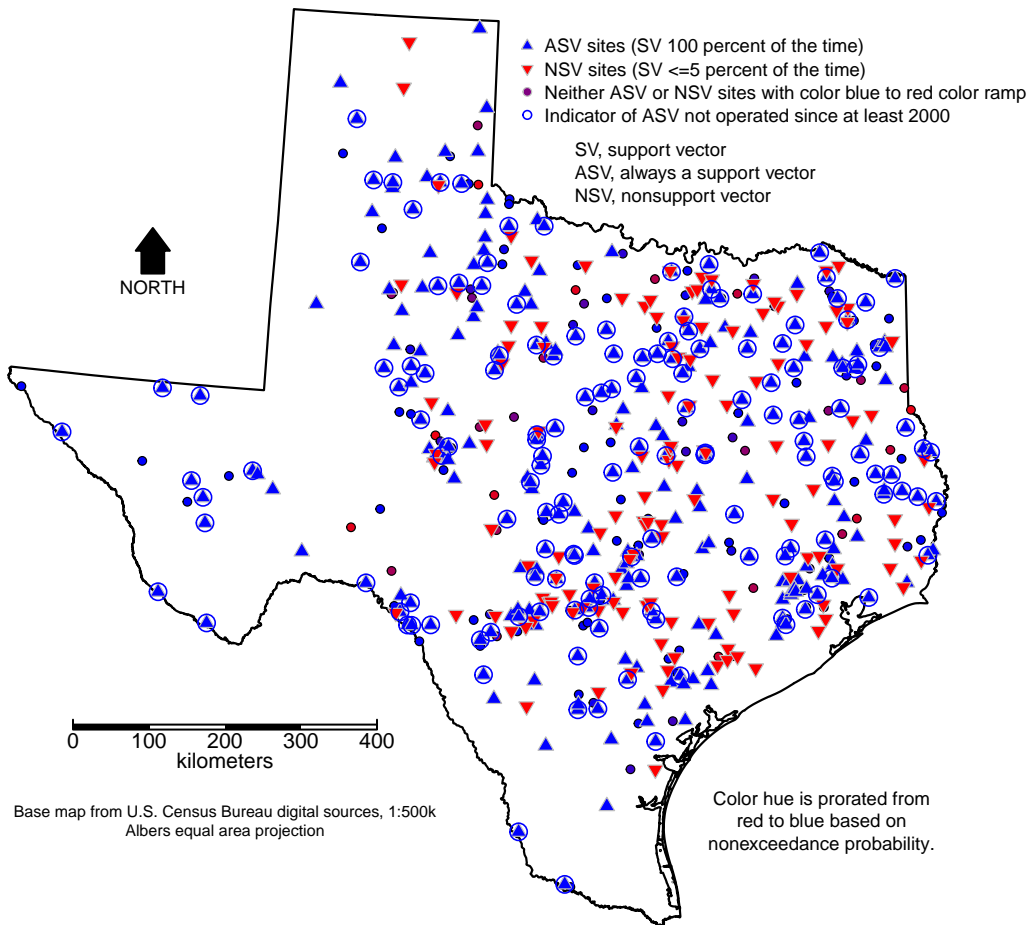 ASV sites (SV 100 percent of the time)
NSV sites (SV <=5 percent of the time)
Neither ASV or NSV sites with color blue to red color ramp
Indicator of ASV not operated since at least 2000
SV, support vector
ASV, always a support vector
NSV, nonsupport vector
NORTH
0 100 200 300 400
kilometers
Base map from U.S. Census Bureau digital sources, 1:500k
Albers equal area projection
Color hue is prorated from
red to blue based on
nonexceedance probability.